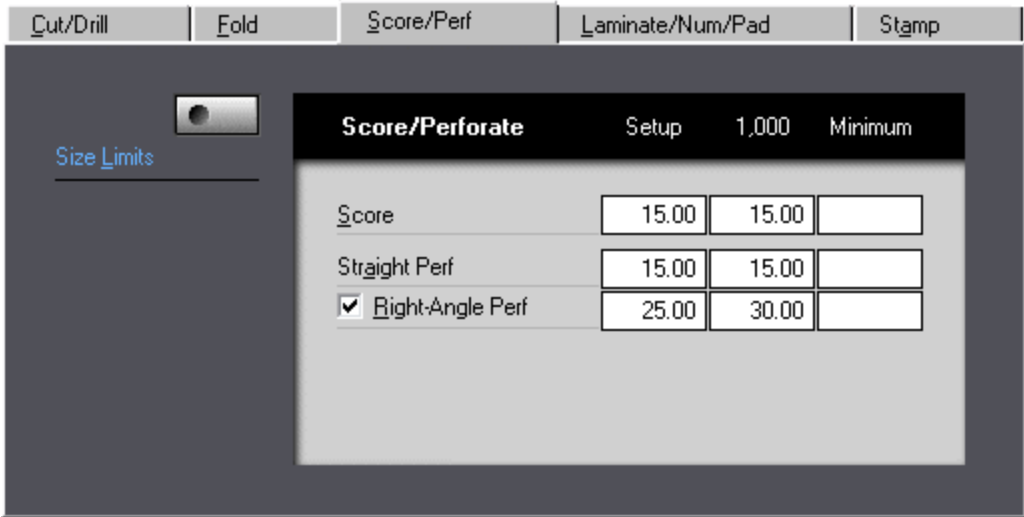 Cut/Drill Fold Score/Perf Laminate/Num/Pad Stamp
Size Limits
Score/Perforate Setup 1,000 Minimum
Score 15.00 15.00
Straight Perf 15.00 15.00
Right-Angle Perf 25.00 30.00